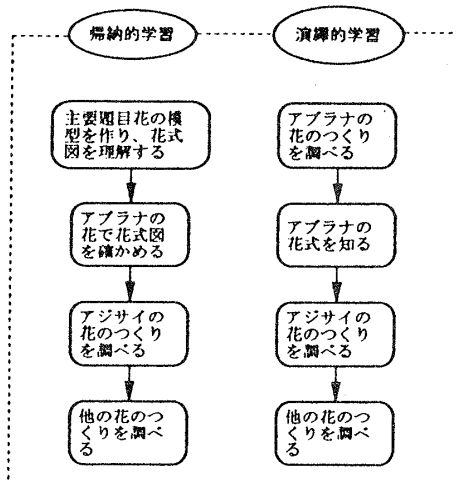 帰納的学習
演繹的学習
主要題目花の模
型を作り、花式
図を理解する
アブラナの
花で花式図
を確かめる
アジサイの
花のつくり
を調べる
他の花のつ
くりを調べ
る
アブラナの
花のつくり
を調べる
アブラナの
花式を知る
アジサイの
花のつくり
を調べる
他の花のつ
くりを調べ
る